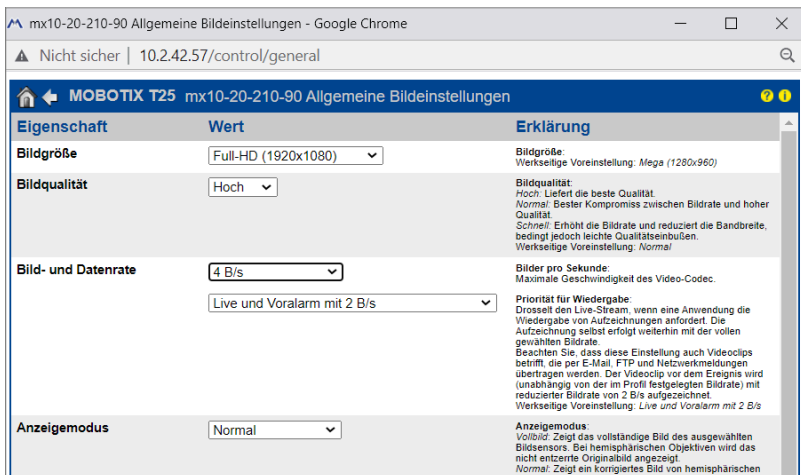 mx10-20-210-90 Allgemeine Bildeinstellungen - Google Chrome
Nicht sicher | 10.2.42.57/control/general
MOBOTIX T25 mx10-20-210-90 Allgemeine Bildeinstellungen
? i
Eigenschaft Wert Erklärung
Bildgröße
Full-HD (1920x1080)
Bildgröße:
Werkseitige Voreinstellung: Mega (1280x960)
Bildqualität
Hoch
Bildqualität:
Hoch: Liefert die beste Qualität.
Normal: Bester Kompromiss zwischen Bildrate und hoher
Qualität.
Schnell: Erhöht die Bildrate und reduziert die Bandbreite,
bedingt jedoch leichte Qualitätseinbußen.
Werkseitige Voreinstellung: Normal
Bild- und Datenrate
4 B/s
Bilder pro Sekunde:
Maximale Geschwindigkeit des Video-Codec.
Live und Voralarm mit 2 B/s
Priorität für Wiedergabe:
Drosselt den Live-Stream, wenn eine Anwendung die
Wiedergabe von Aufzeichnungen anfordert. Die
Aufzeichnung selbst erfolgt weiterhin mit der vollen
gewählten Bildrate.
Beachten Sie, dass diese Einstellung auch Videoclips
betrifft, die per E-Mail, FTP und Netzwerkmeldungen
übertragen werden. Der Videoclip vor dem Ereignis wird
(unabhängig von der im Profil festgelegten Bildrate) mit
reduzierter Bildrate von 2 B/s aufgezeichnet.
Werkseitige Voreinstellung: Live und Voralarm mit 2 B/s
Anzeigemodus
Normal
Anzeigemodus:
Vollbild: Zeigt das vollständige Bild des ausgewählten
Bildsensors. Bei hemisphärischen Objektiven wird das
nicht entzerrte Originalbild angezeigt.
Normal: Zeigt ein korrigiertes Bild von hemisphärischen